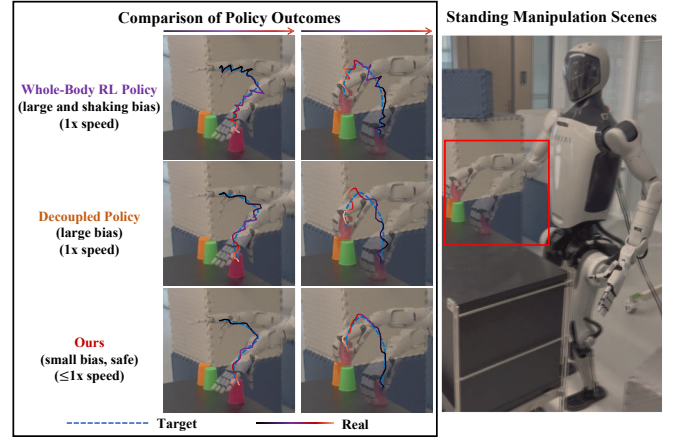 Comparison of Policy Outcomes
Standing Manipulation Scenes
Whole-Body RL Policy
(large and shaking bias)
(1x speed)
Decoupled Policy
(large bias)
(1x speed)
Ours
(small bias, safe)
(≤1x speed)
Target
Real